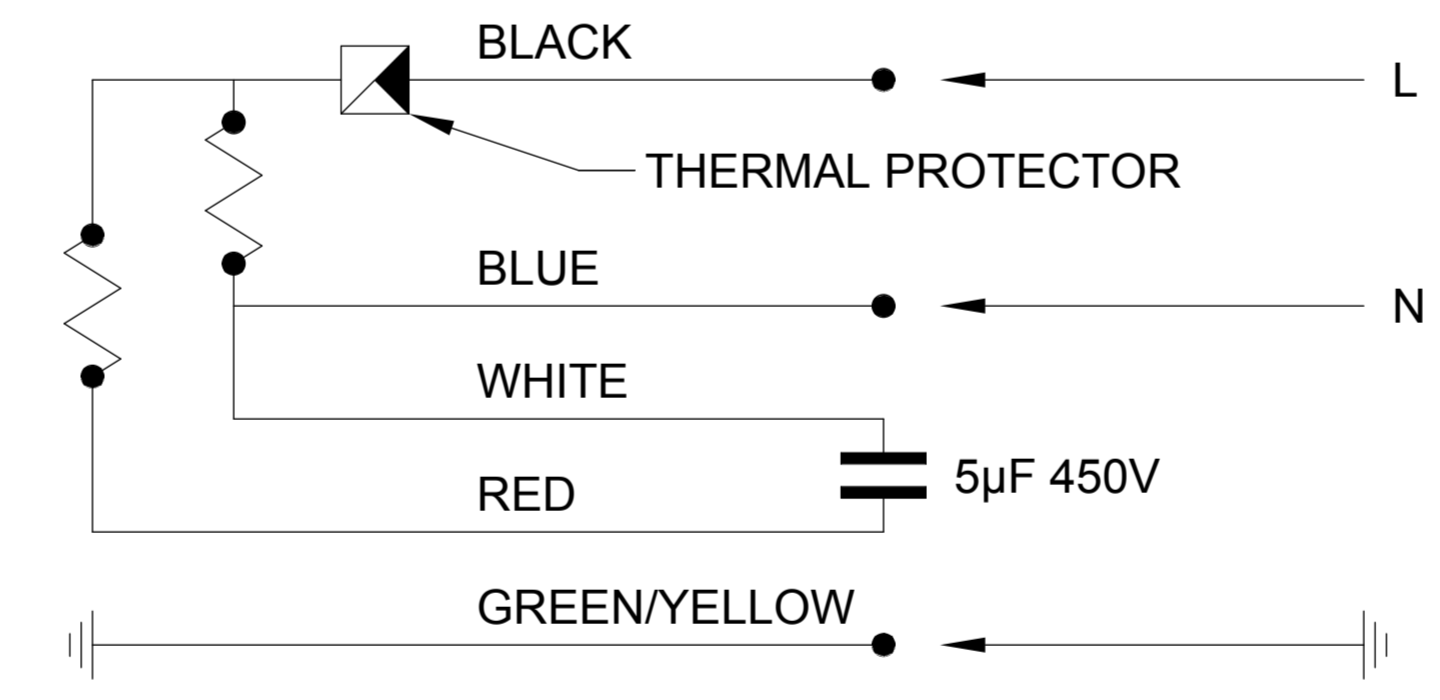 BLACK
L
THERMAL PROTECTOR
BLUE
N
WHITE
5µF 450V
RED
GREEN/YELLOW